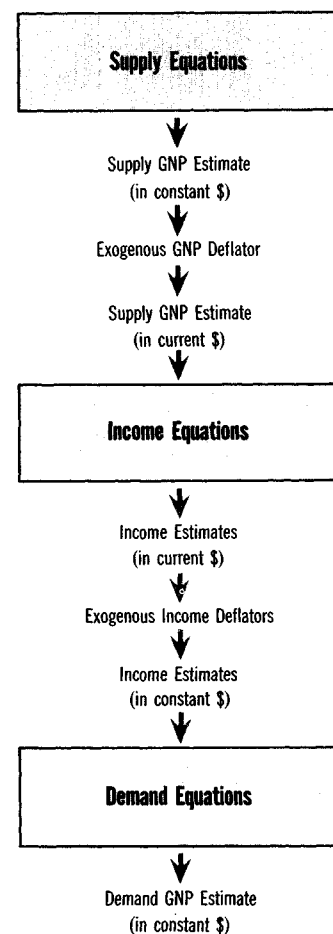 Supply Equations
Supply GNP Estimate
(in constant $)
Exogenous GNP Deflator
Supply GNP Estimate
(in current $)
Income Equations
Income Estimates
(in current $)
Exogenous Income Deflators
Income Estimates
(in constant $)
Demand Equations
Demand GNP Estimate
(in constant $)